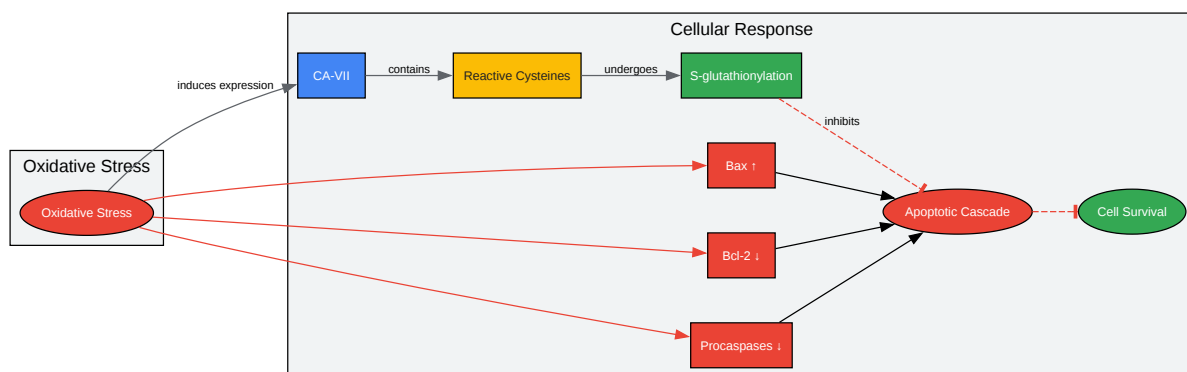 Cellular Response
CA-VII
contains
Reactive Cysteines
undergoes
S-glutathionylation
induces expression
inhibits
Oxidative Stress
Oxidative Stress
Bax ↑
Apoptotic Cascade
Cell Survival
Bcl-2 ↓
Procaspases ↓